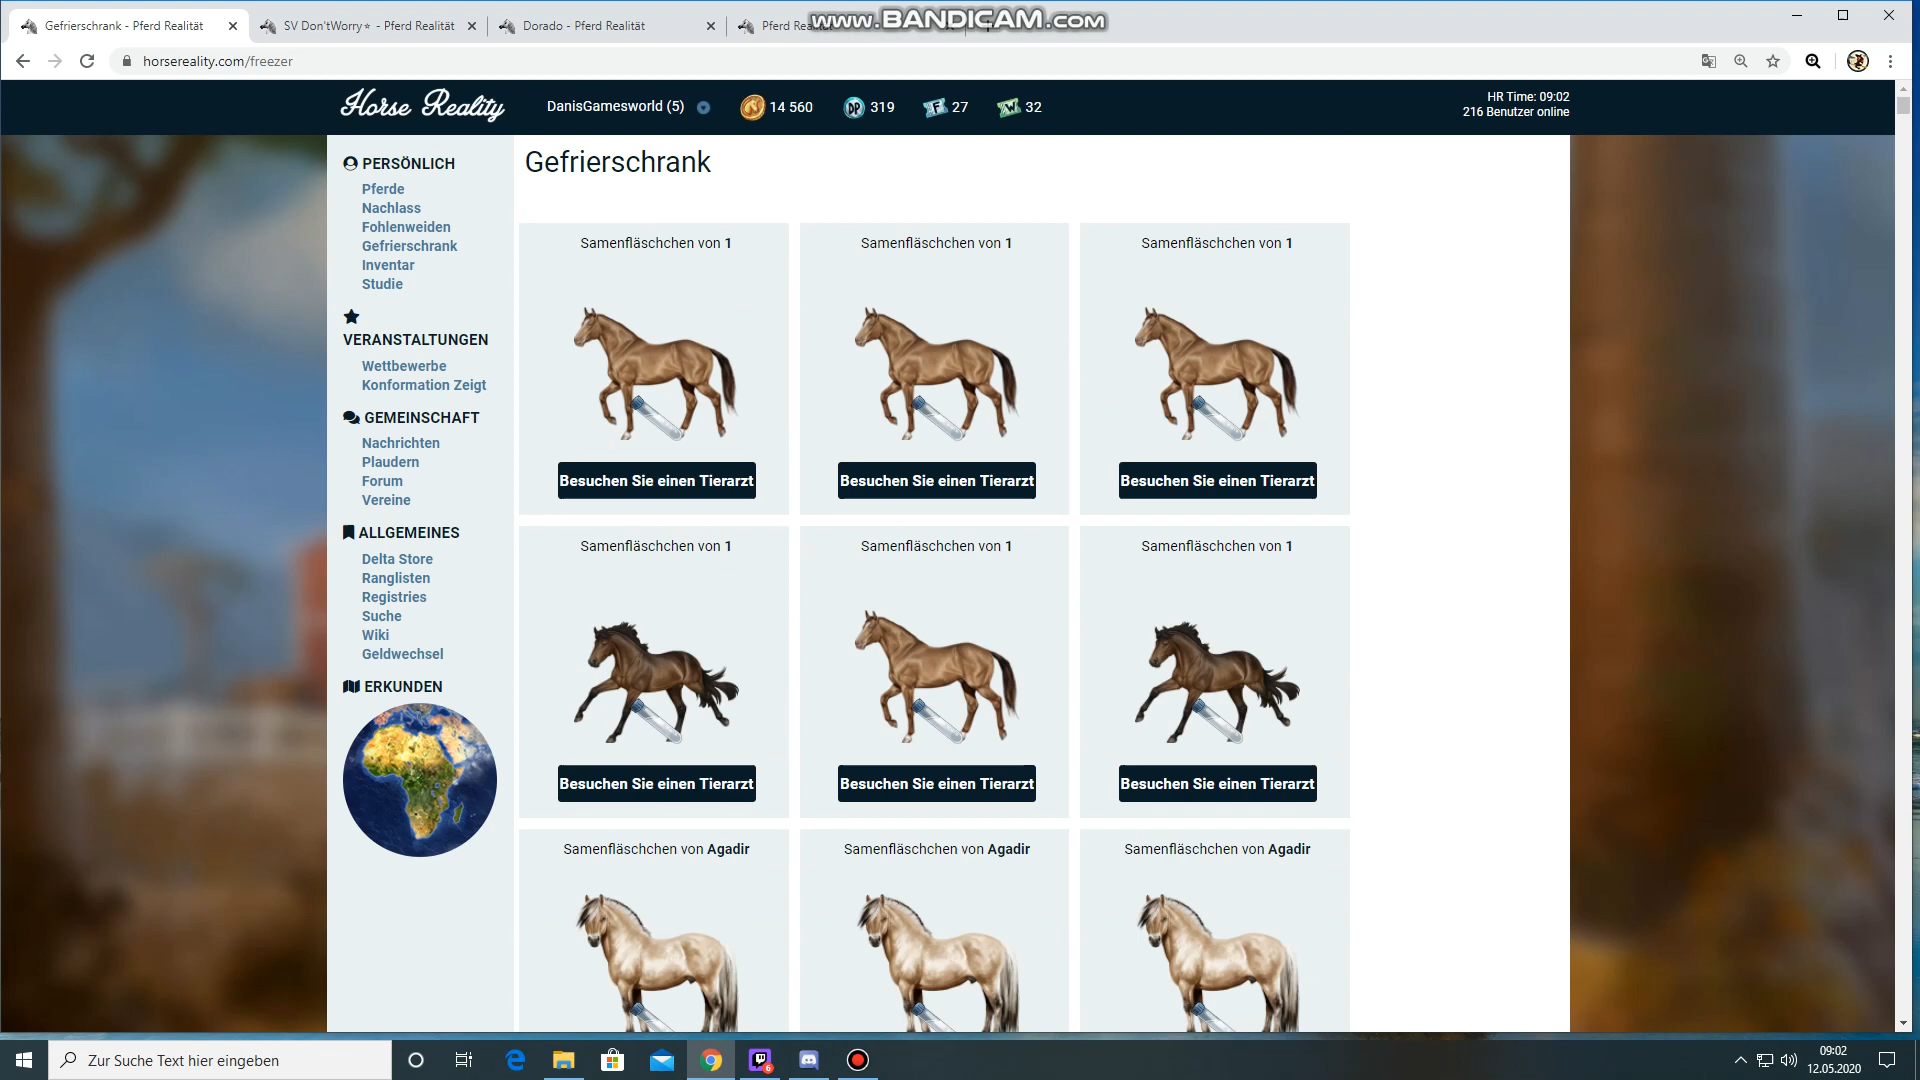 Gefrierschrank - Pferd Realität
SV Don'tWorry⭐ - Pferd Realität
Dorado - Pferd Realität
www.BANDICAM.com
horsereality.com/freezer
Horse Reality
DanisGamesworld (5)
14 560
DP
319
F
27
W
32
HR Time: 09:02
216 Benutzer online
PERSÖNLICH
Pferde
Nachlass
Fohlenweiden
Gefrierschrank
Inventar
Studie
VERANSTALTUNGEN
Wettbewerbe
Konformation Zeigt
GEMEINSCHAFT
Nachrichten
Plaudern
Forum
Vereine
ALLGEMEINES
Delta Store
Ranglisten
Registries
Suche
Wiki
Geldwechsel
ERKUNDEN
Gefrierschrank
Samenfläschchen von 1
Samenfläschchen von 1
Samenfläschchen von 1
Besuchen Sie einen Tierarzt
Besuchen Sie einen Tierarzt
Besuchen Sie einen Tierarzt
Samenfläschchen von 1
Samenfläschchen von 1
Samenfläschchen von 1
Besuchen Sie einen Tierarzt
Besuchen Sie einen Tierarzt
Besuchen Sie einen Tierarzt
Samenfläschchen von Agadir
Samenfläschchen von Agadir
Samenfläschchen von Agadir
Zur Suche Text hier eingeben
6
09:02
12.05.2020